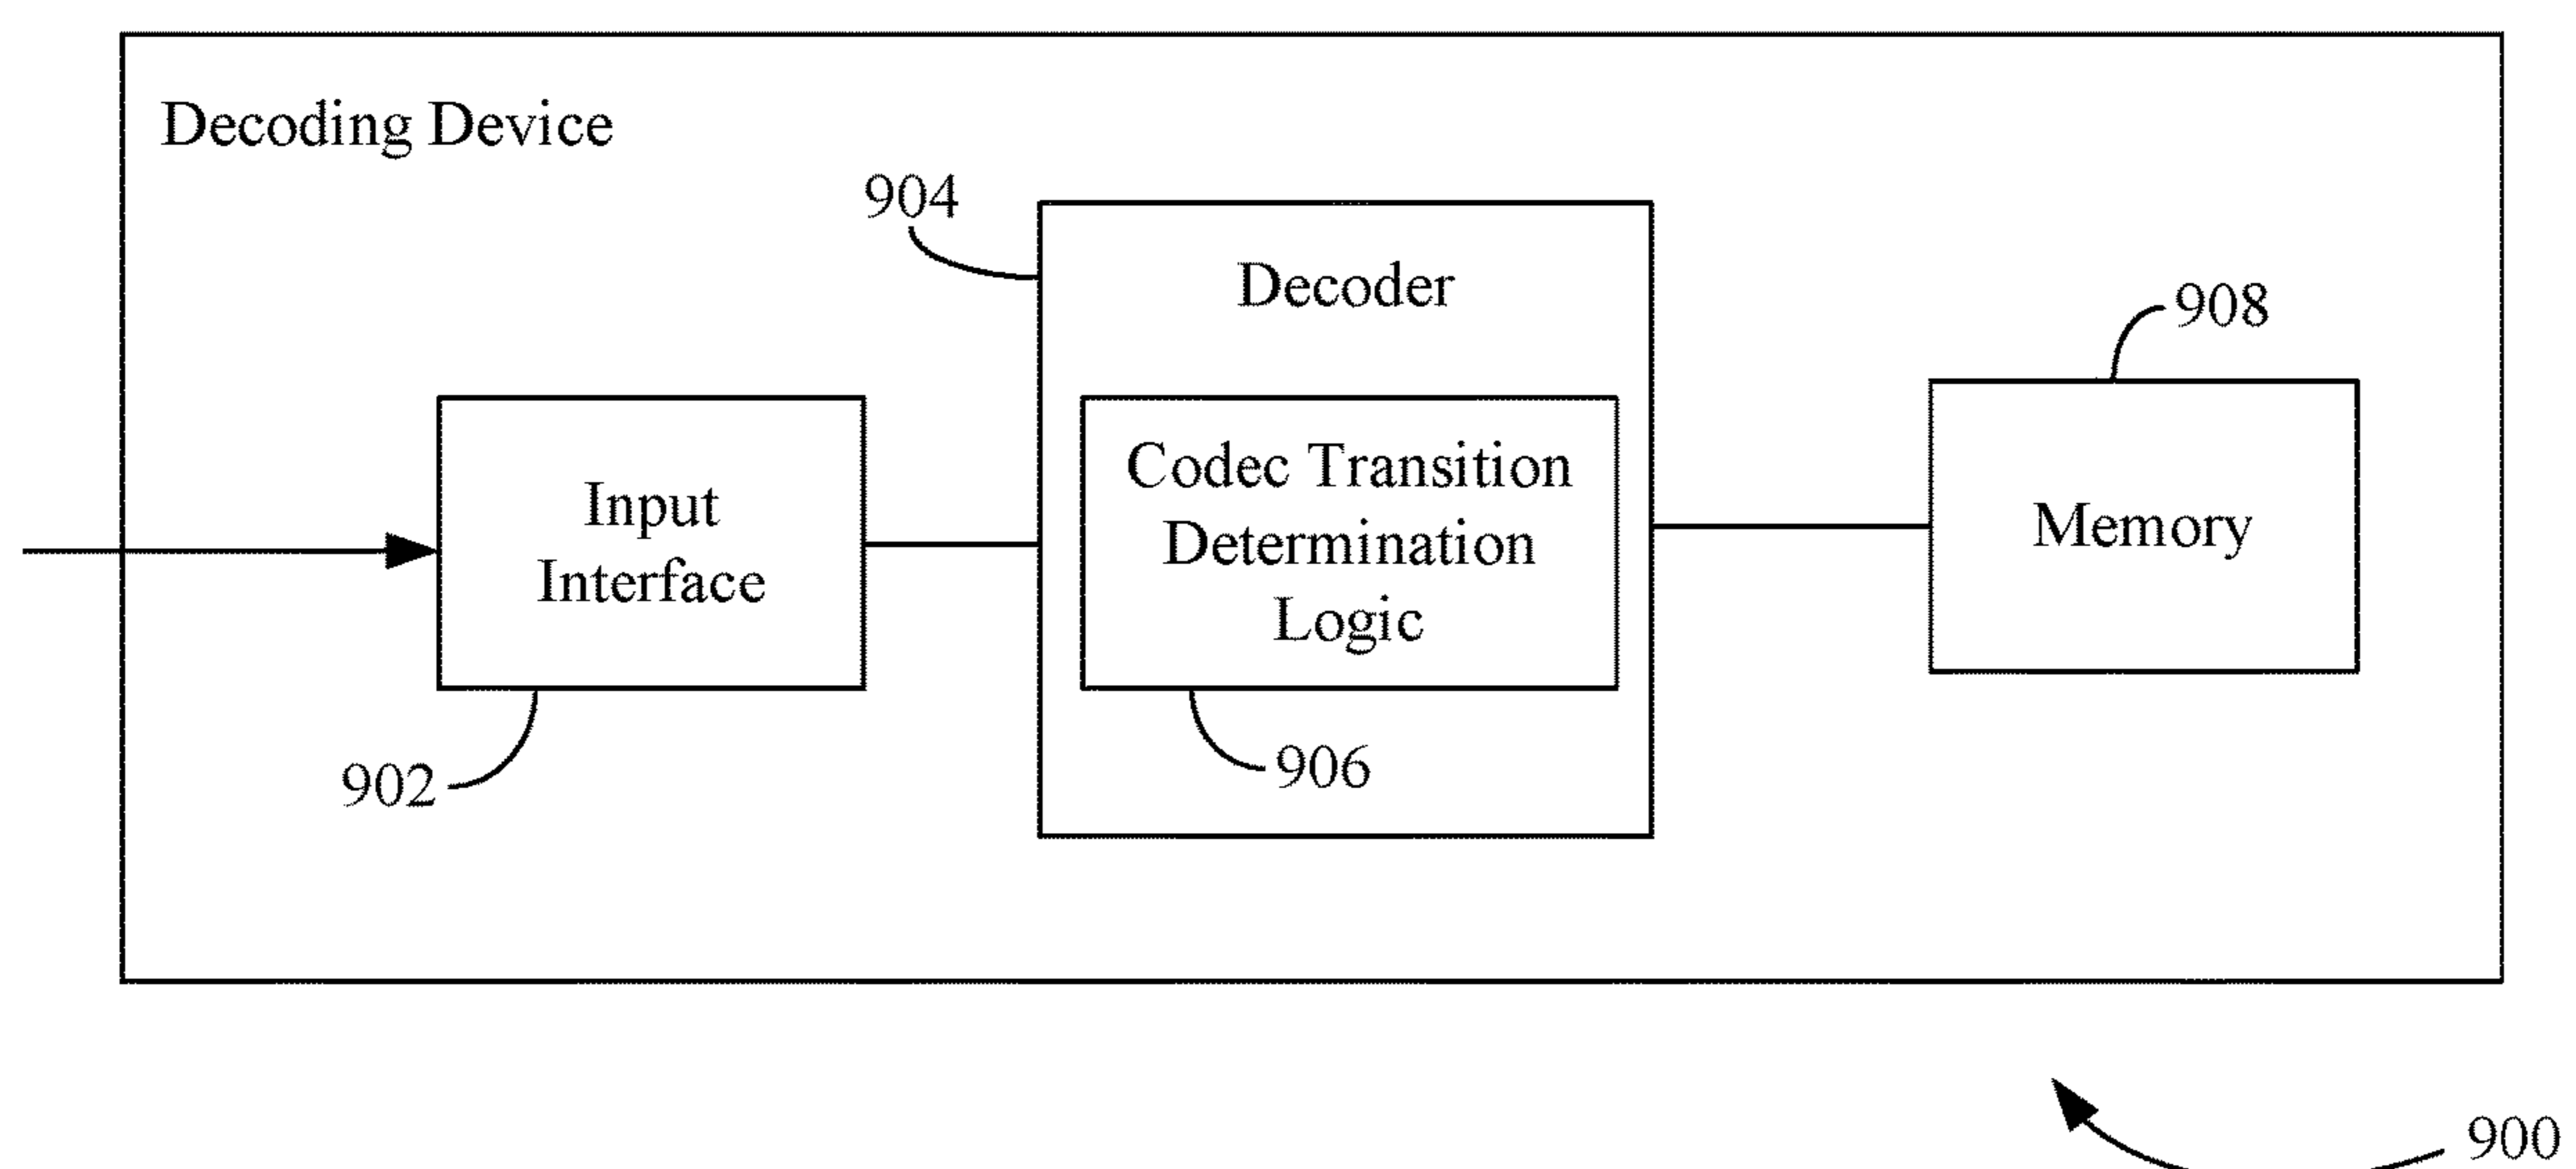 Decoding Device
904
Decoder
908
Codec Transition
Determination
Logic
Input
Interface
Memory
902
906
900